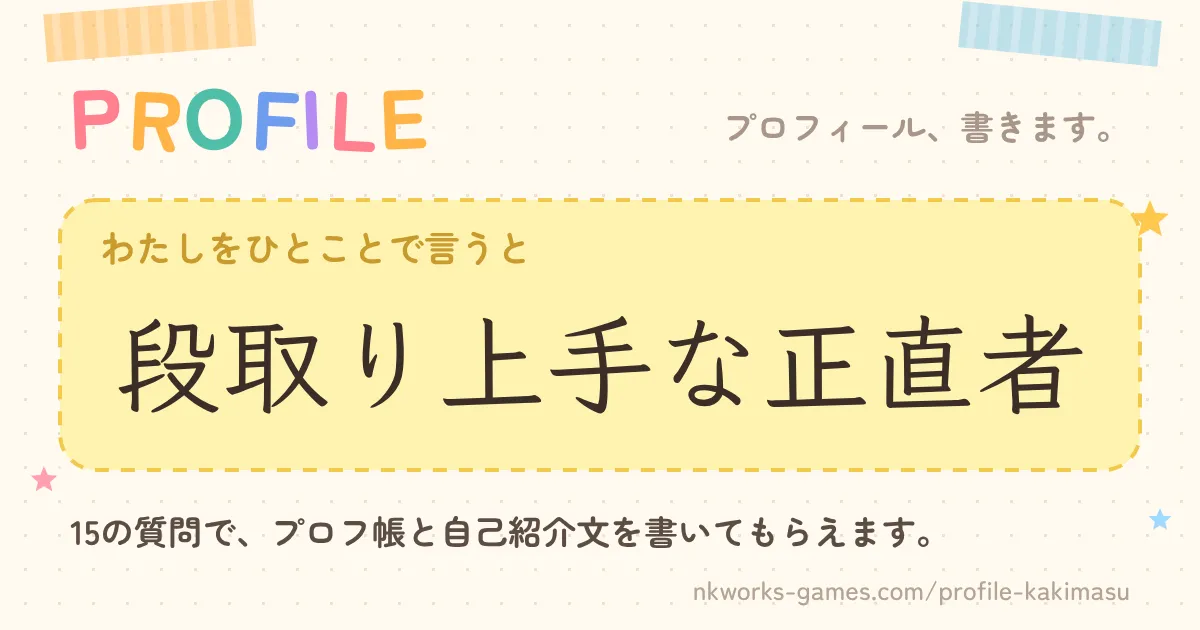 PROFILE
プロフィール、書きます。
わたしをひとことで言うと
段取り上手な正直者
15の質問で、プロフ帳と自己紹介文を書いてもらえます。
nkworks-games.com/profile-kakimasu